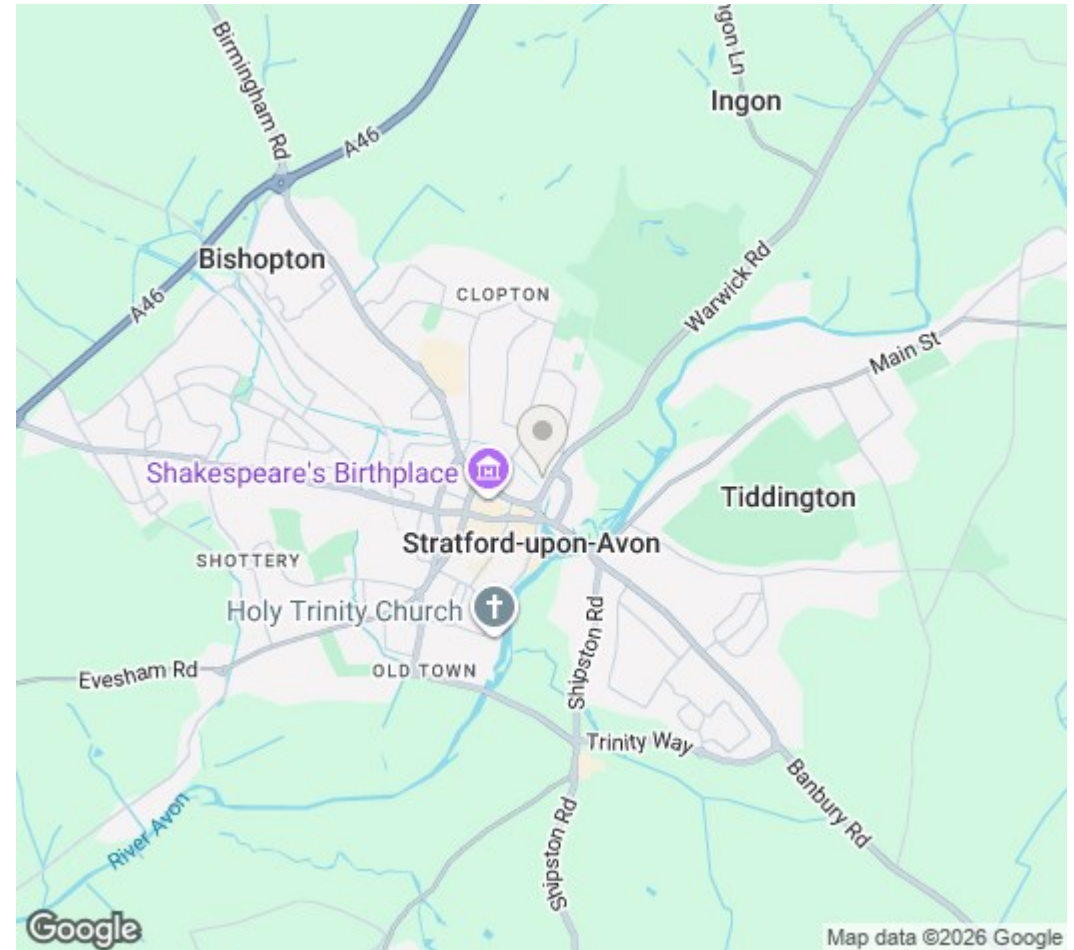 Birmingham Rd
ngon Ln
Ingon
A46
Bishopton
CLOPTON
Warwick Rd
A46
Main St
Shakespeare's Birthplace
Tiddington
Stratford-upon-Avon
SHOTTERY
Holy Trinity Church
Shipston Rd
Evesham Rd
OLD TOWN
Trinity Way
Banbury Rd
River Avon
Shipston Rd
Google
Map data ©2026 Google